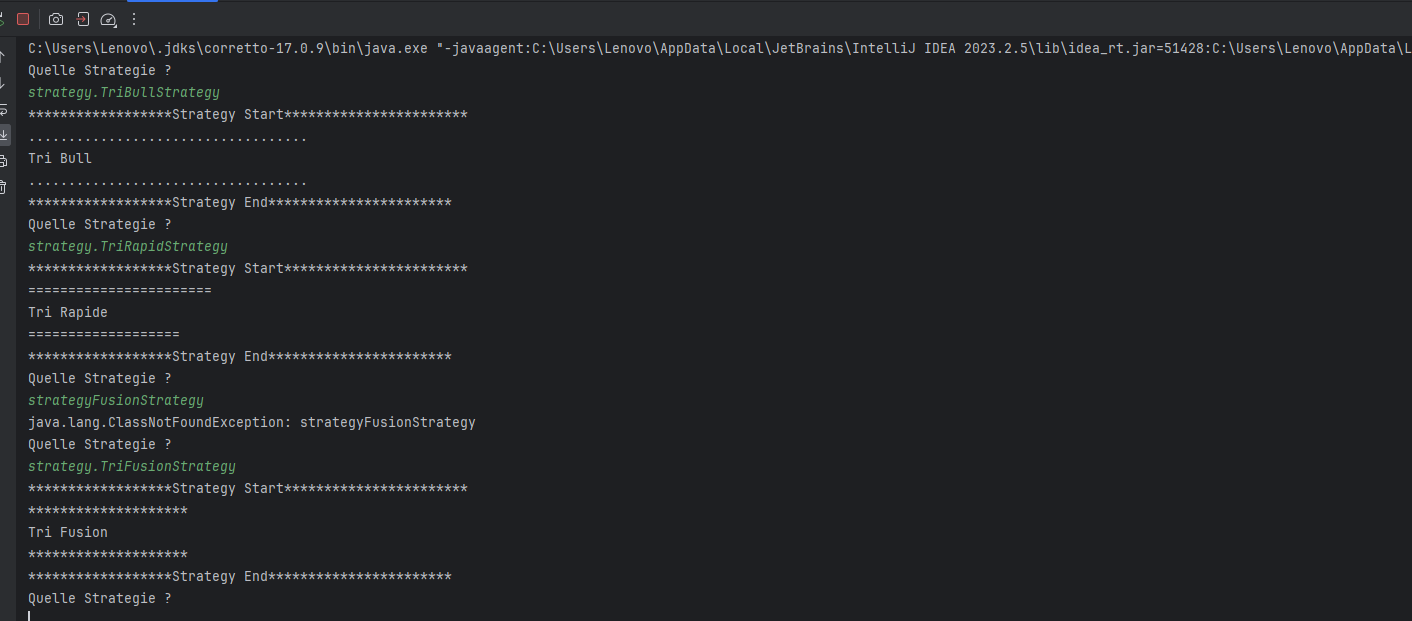 C:\Users\Lenovo\.jdks\corretto-17.0.9\bin\java.exe "-javaagent:C:\Users\Lenovo\AppData\Local\JetBrains\IntelliJ IDEA 2023.2.5\lib\idea_rt.jar=51428:C:\Users\Lenovo\AppData\L
Quelle Strategie ?
strategy.TriBullStrategy
******************Strategy Start***********************
...................................
Tri Bull
...................................
******************Strategy End***********************
Quelle Strategie ?
strategy.TriRapidStrategy
******************Strategy Start***********************
=======================
Tri Rapide
===================
******************Strategy End***********************
Quelle Strategie ?
strategyFusionStrategy
java.lang.ClassNotFoundException: strategyFusionStrategy
Quelle Strategie ?
strategy.TriFusionStrategy
******************Strategy Start***********************
********************
Tri Fusion
********************
******************Strategy End***********************
Quelle Strategie ?